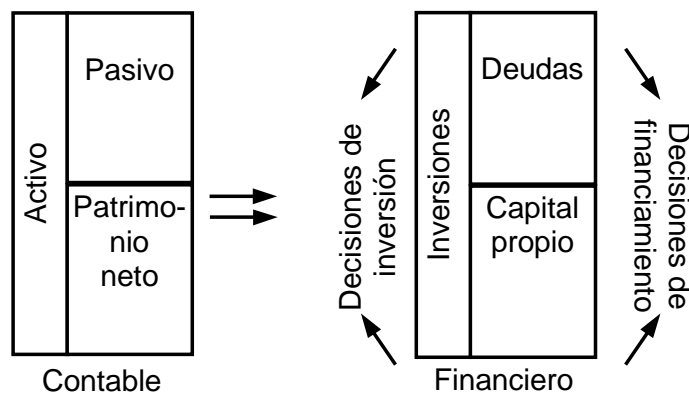 Activo
Pasivo
Patrimo-
nio
neto
Contable
Decisiones de
inversión
Inversiones
Deudas
Capital
propio
Decisiones de
financiamiento
Financiero